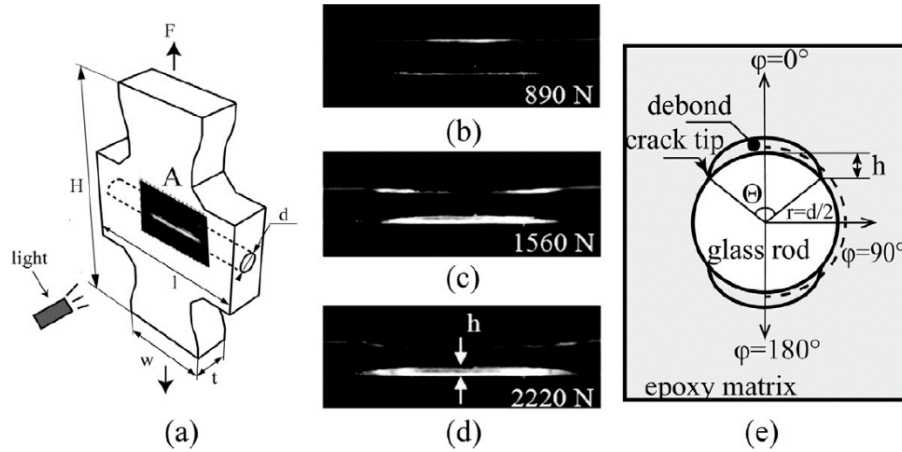 F
H
A
d
light
l
w
t
(a)
890 N
(b)
1560 N
(c)
h
2220 N
(d)
φ=0°
debond
crack tip
h
Θ
r=d/2
glass rod
φ=90°
φ=180°
epoxy matrix
(e)